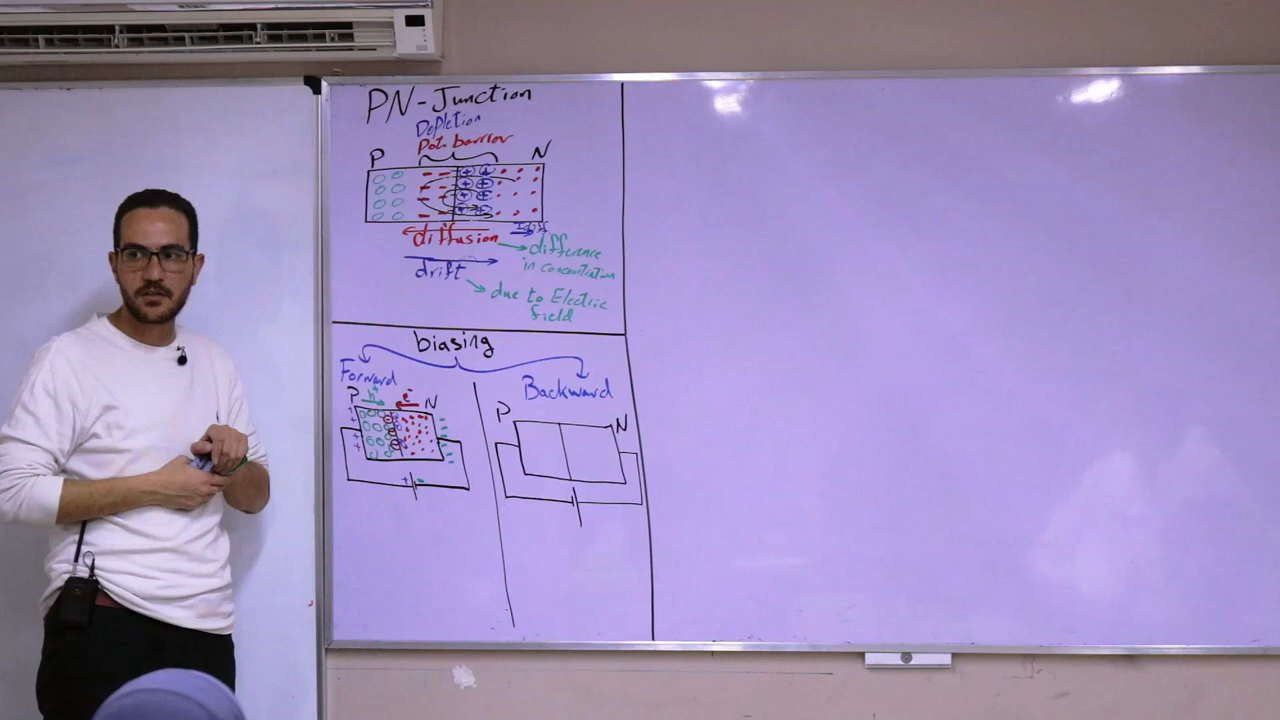 PN-Junction
Depletion
Pot. barrier
P
N
diffusion
difference
in concentration
drift
due to Electric
field
biasing
Forward
Backward
P
h+
e-
N
P
N